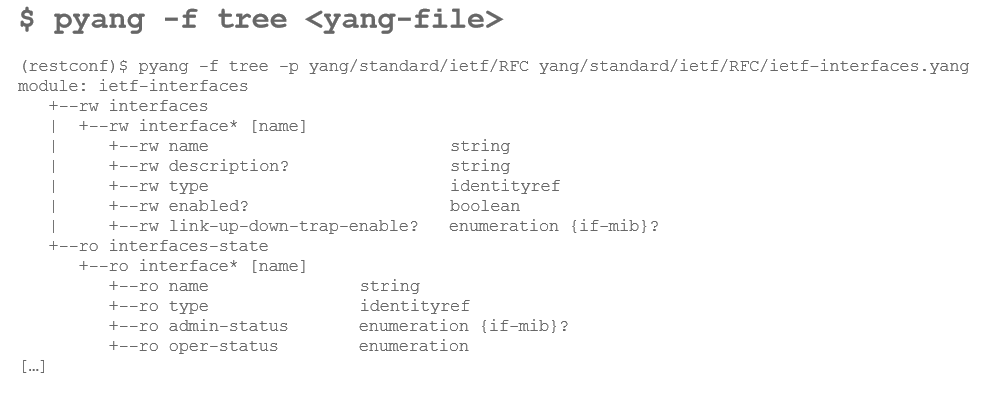 $ pyang -f tree <yang-file>
(restconf)$ pyang -f tree -p yang/standard/ietf/RFC yang/standard/ietf/RFC/ietf-interfaces.yang
module: ietf-interfaces
   +--rw interfaces
   |  +--rw interface* [name]
   |     +--rw name                        string
   |     +--rw description?                string
   |     +--rw type                        identityref
   |     +--rw enabled?                    boolean
   |     +--rw link-up-down-trap-enable?   enumeration {if-mib}?
   +--ro interfaces-state
      +--ro interface* [name]
         +--ro name               string
         +--ro type               identityref
         +--ro admin-status       enumeration {if-mib}?
         +--ro oper-status        enumeration
[…]